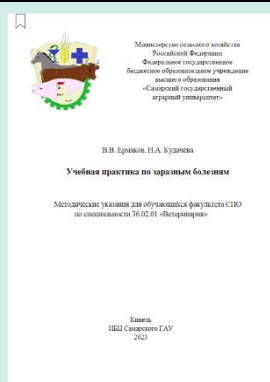 Министерство сельского хозяйства
Российской Федерации
Федеральное государственное
бюджетное образовательное учреждение
высшего образования
«Самарский государственный
аграрный университет»
В.В. Ермаков, Н.А. Кудачева
Учебная практика по заразным болезням
Методические указания для обучающихся факультета СПО
по специальности 36.02.01 «Ветеринария»
Кинель
ИБЦ Самарского ГАУ
2023